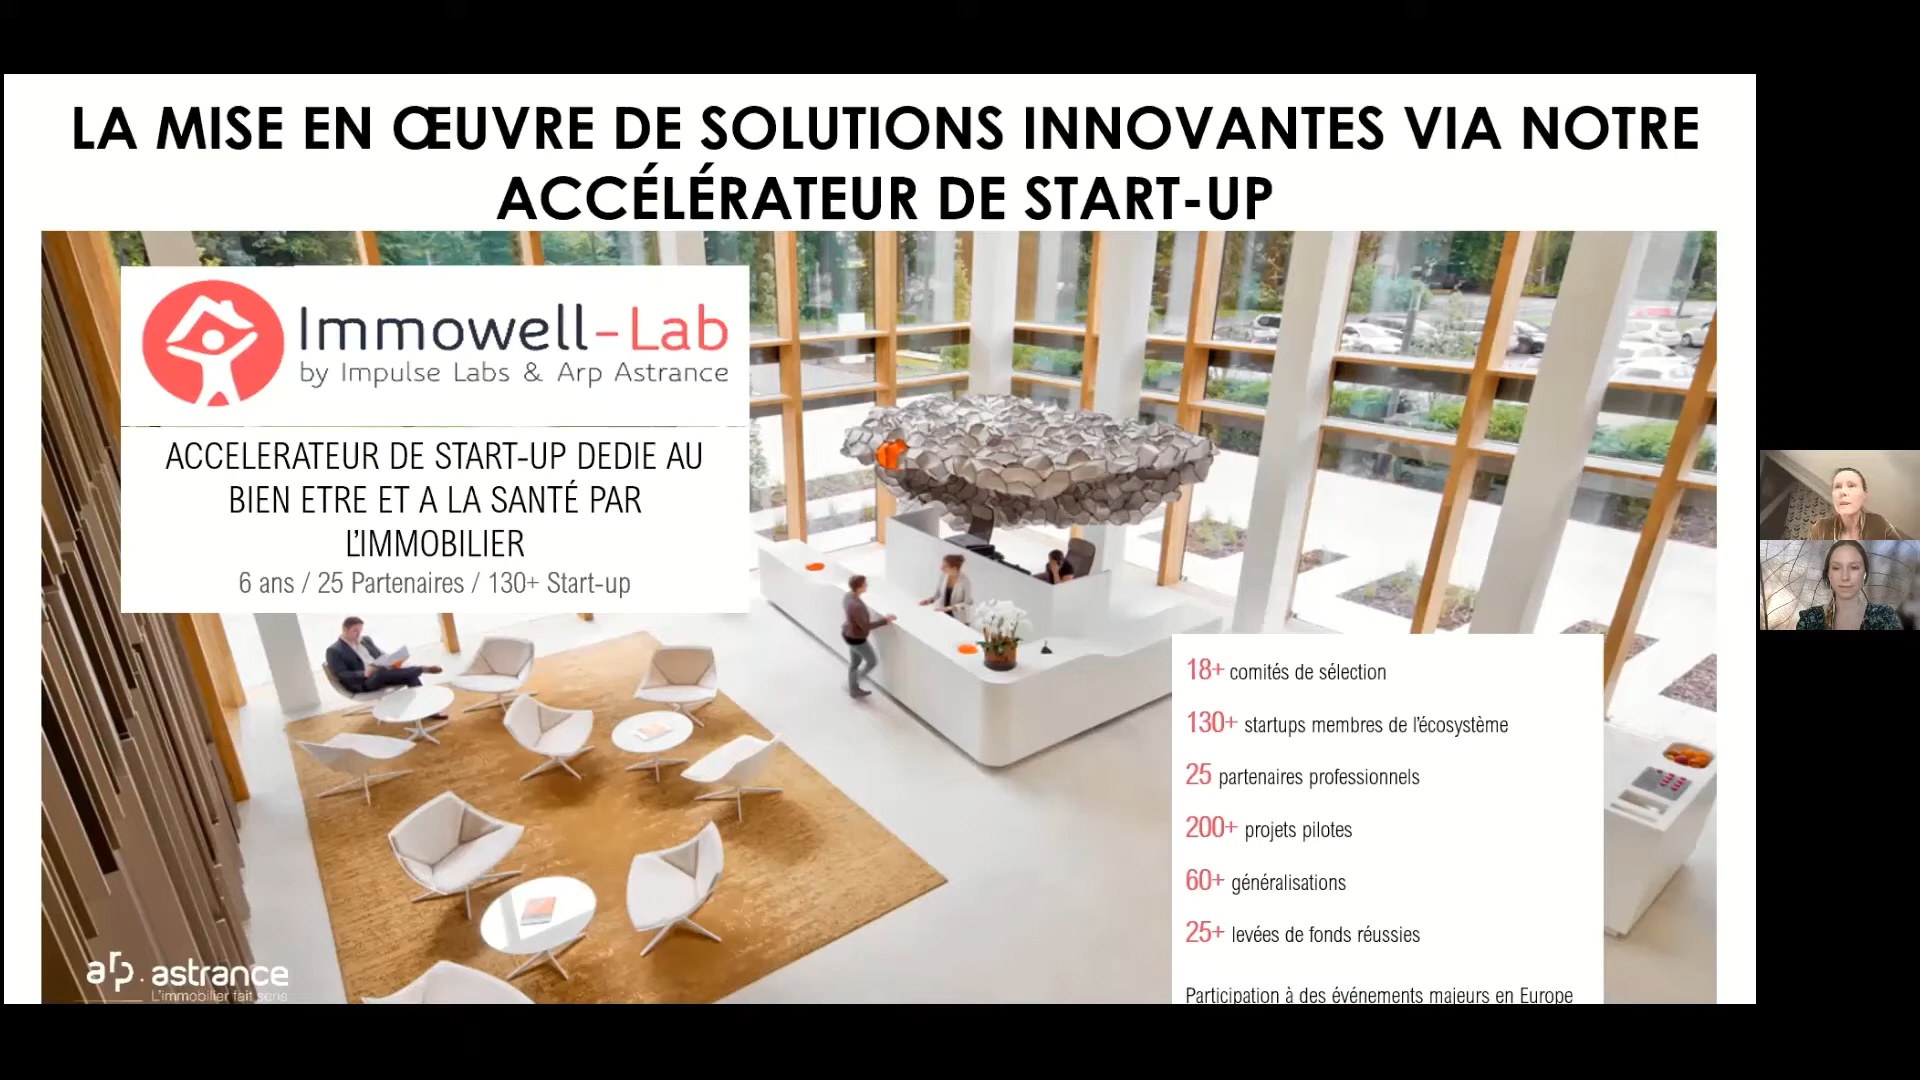 LA MISE EN ŒUVRE DE SOLUTIONS INNOVANTES VIA NOTRE
ACCÉLÉRATEUR DE START-UP
Immowell-Lab
by Impulse Labs & Arp Astrance
ACCELERATEUR DE START-UP DEDIE AU
BIEN ETRE ET A LA SANTÉ PAR
L'IMMOBILIER
6 ans / 25 Partenaires / 130+ Start-up
18+ comités de sélection
130+ startups membres de l'écosystème
25 partenaires professionnels
200+ projets pilotes
60+ généralisations
25+ levées de fonds réussies
Participation à des événements majeurs en Europe
arp.astrance
L'immobilier fait sens